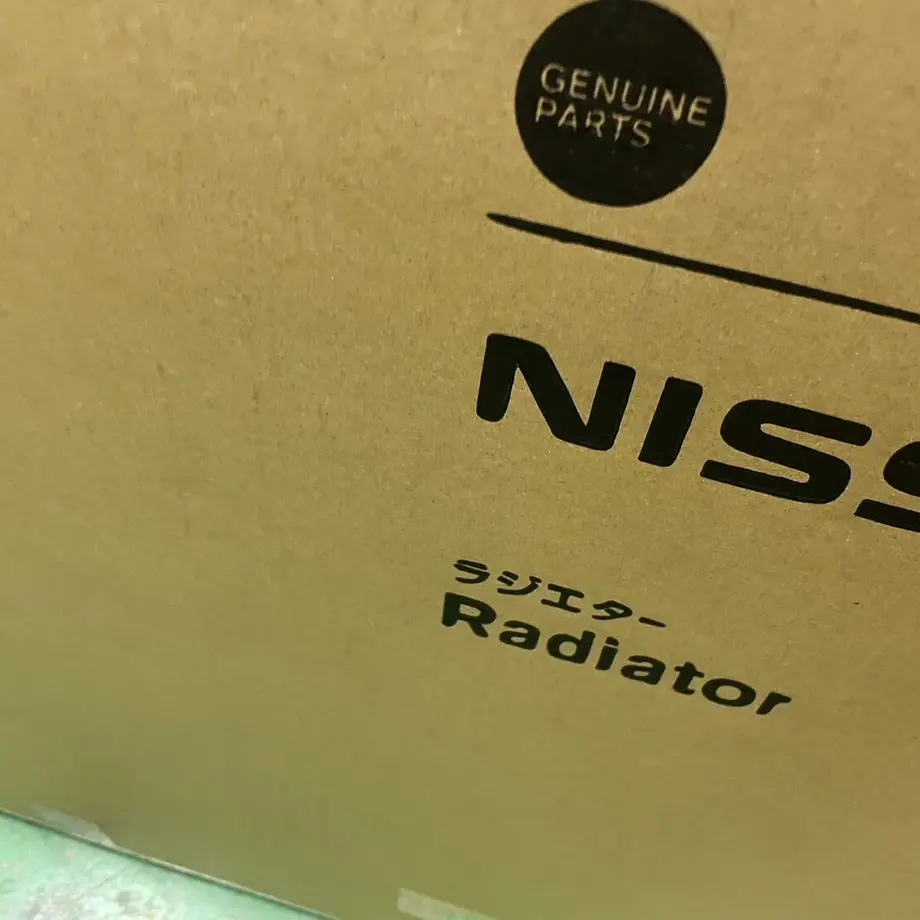 GENUINE
PARTS
NISS
ラジエター
Radiator